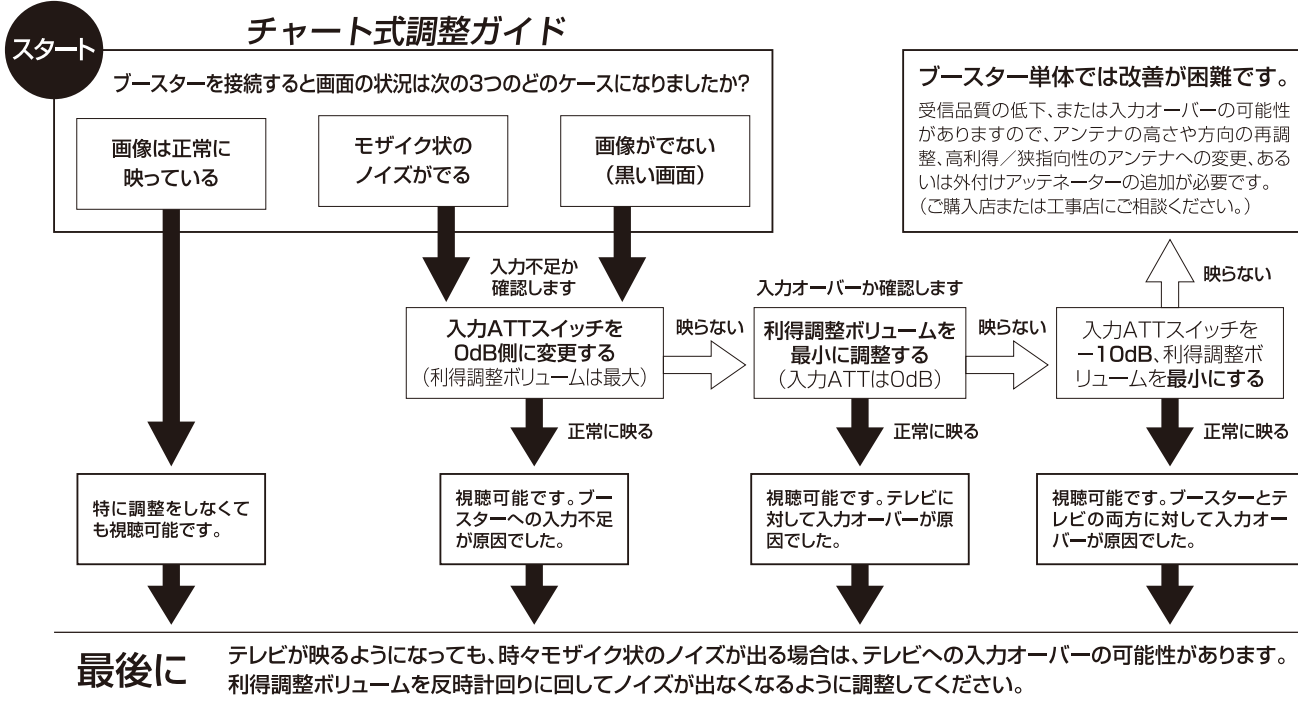 スタート
チャート式調整ガイド
ブースターを接続すると画面の状況は次の3つのどのケースになりましたか?
画像は正常に
映っている
モザイク状の
ノイズがでる
画像がでない
(黒い画面)
ブースター単体では改善が困難です。
受信品質の低下、または入力オーバーの可能性
がありますので、アンテナの高さや方向の再調
整、高利得/狭指向性のアンテナへの変更、ある
いは外付けアッテネーターの追加が必要です。
(ご購入店または工事店にご相談ください。)
入力不足か
確認します
入力ATTスイッチを
0dB側に変更する
(利得調整ボリュームは最大)
映らない
入力オーバーか確認します
利得調整ボリュームを
最小に調整する
(入力ATTは0dB)
映らない
入力ATTスイッチを
-10dB、利得調整ボ
リュームを最小にする
映らない
正常に映る
正常に映る
正常に映る
特に調整をしなくて
も視聴可能です。
視聴可能です。ブー
スターへの入力不足
が原因でした。
視聴可能です。テレビに
対して入力オーバーが原
因でした。
視聴可能です。ブースターとテ
レビの両方に対して入力オー
バーが原因でした。
最後に
テレビが映るようになっても、時々モザイク状のノイズが出る場合は、テレビへの入力オーバーの可能性があります。
利得調整ボリュームを反時計回りに回してノイズが出なくなるように調整してください。